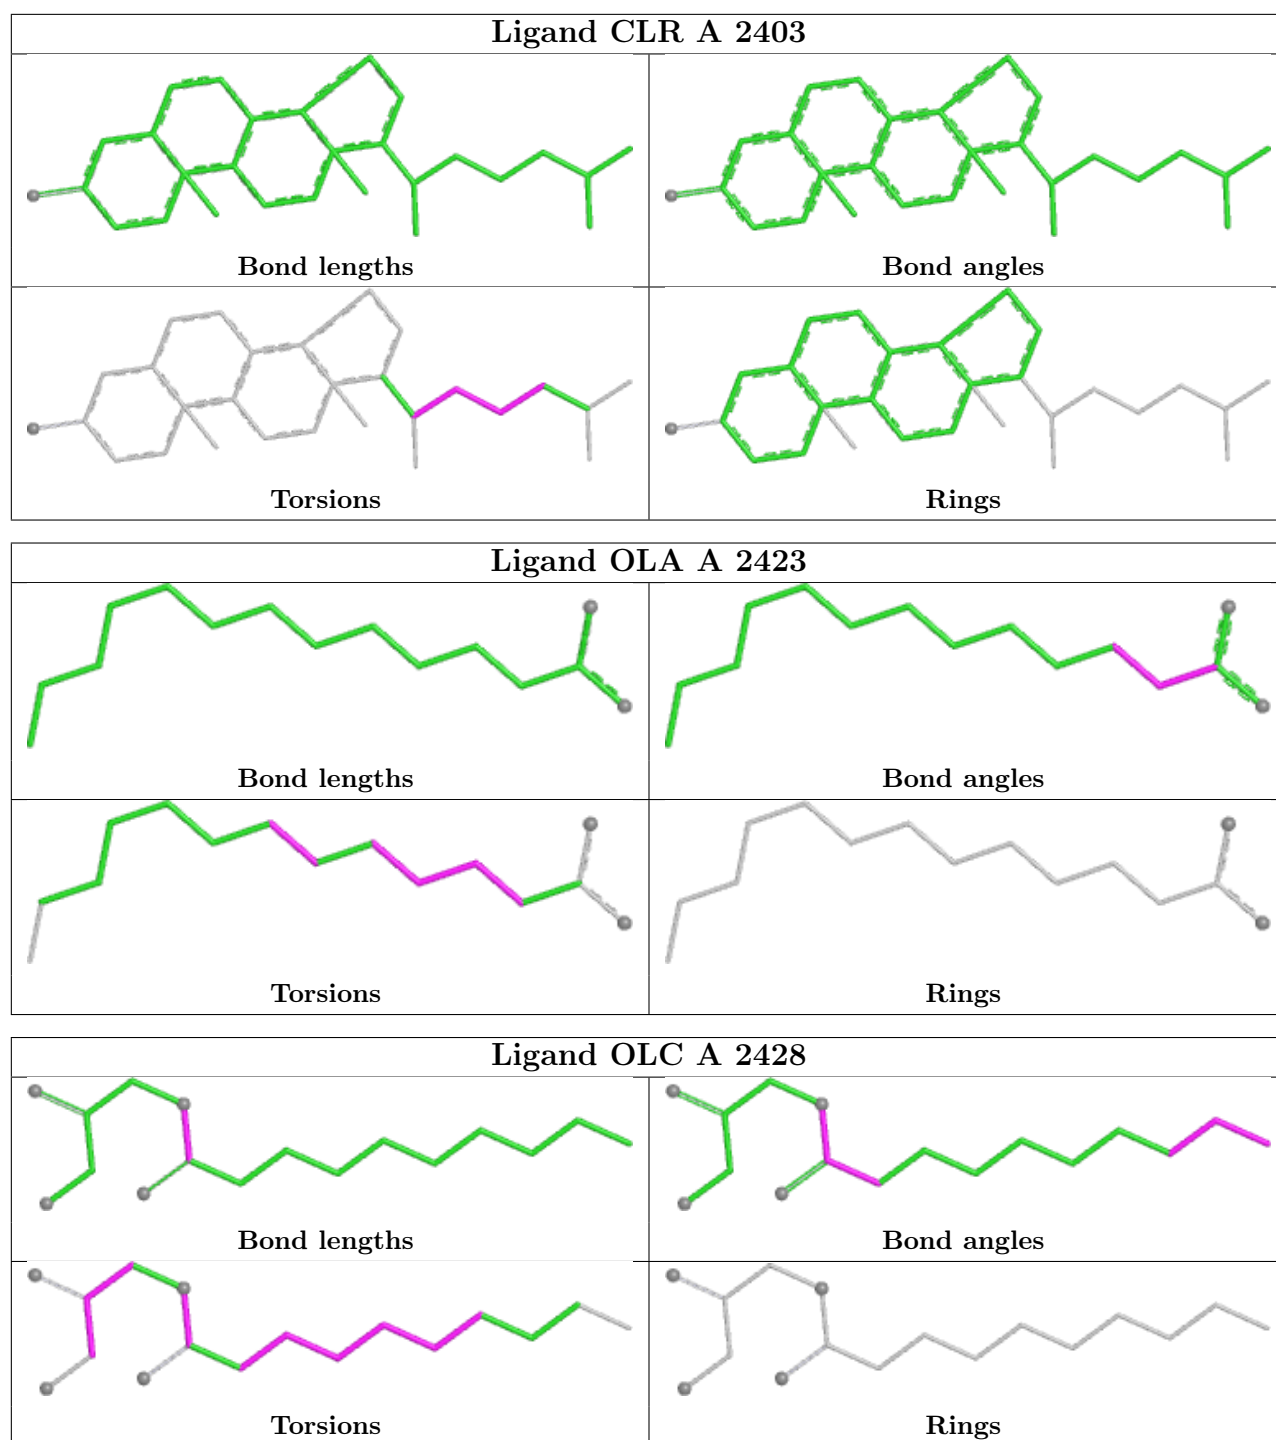 Ligand CLR A 2403
Bond lengths
Bond angles
Torsions
Rings
Ligand OLA A 2423
Bond lengths
Bond angles
Torsions
Rings
Ligand OLC A 2428
Bond lengths
Bond angles
Torsions
Rings